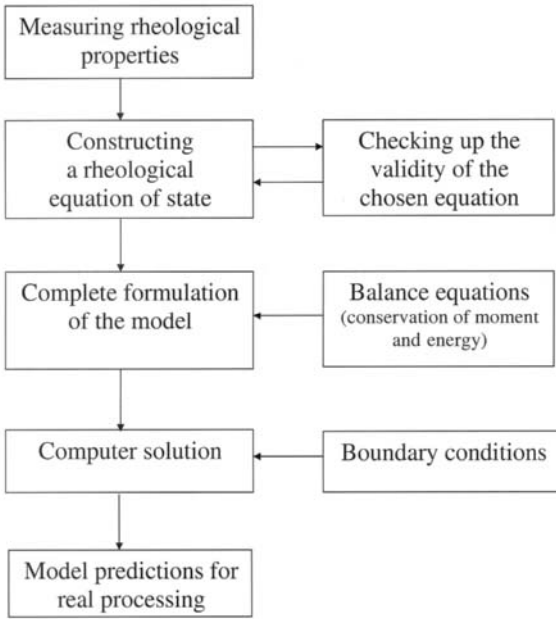 Measuring rheological
properties
Constructing
a rheological
equation of state
Checking up the
validity of the
chosen equation
Complete formulation
of the model
Balance equations
(conservation of moment
and energy)
Computer solution
Boundary conditions
Model predictions for
real processing